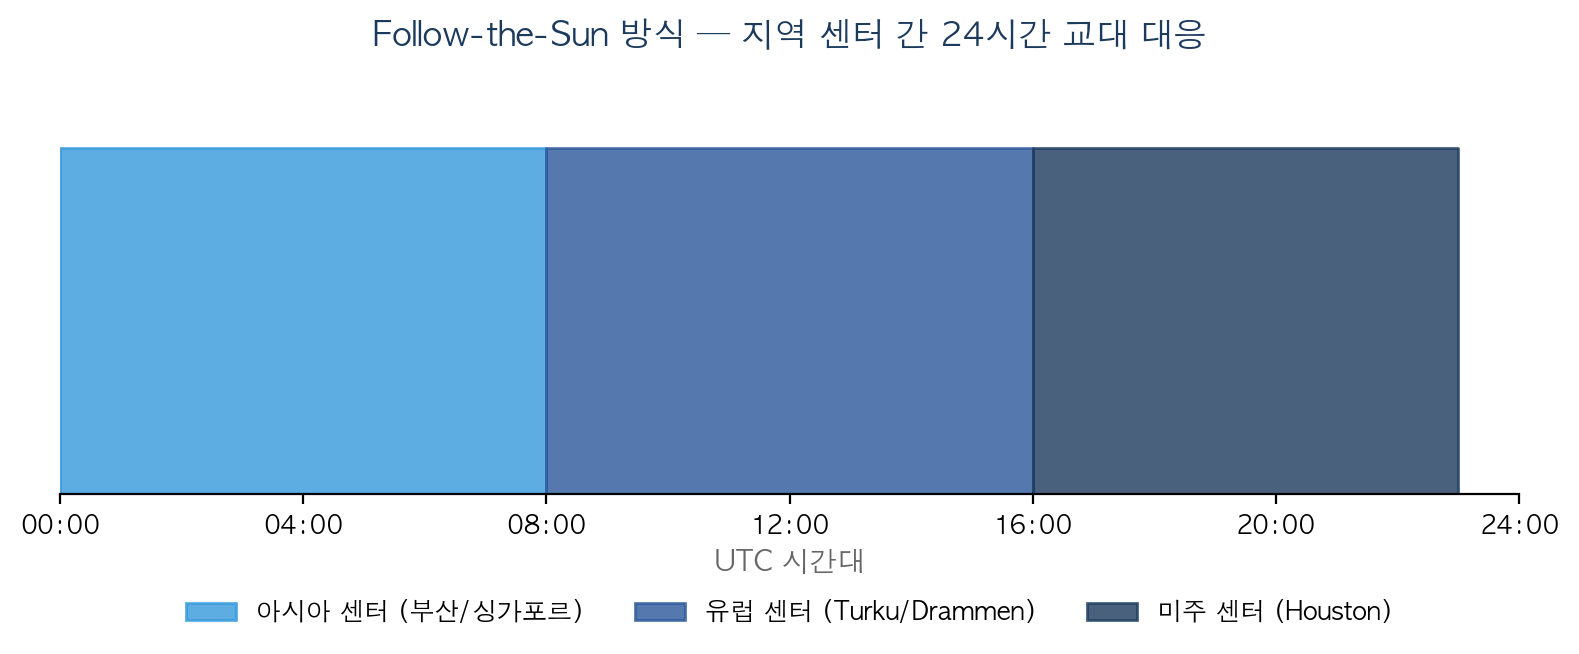 Follow-the-Sun 방식 — 지역 센터 간 24시간 교대 대응
00:00 04:00 08:00 12:00 16:00 20:00 24:00
UTC 시간대
아시아 센터 (부산/싱가포르) 유럽 센터 (Turku/Drammen) 미주 센터 (Houston)